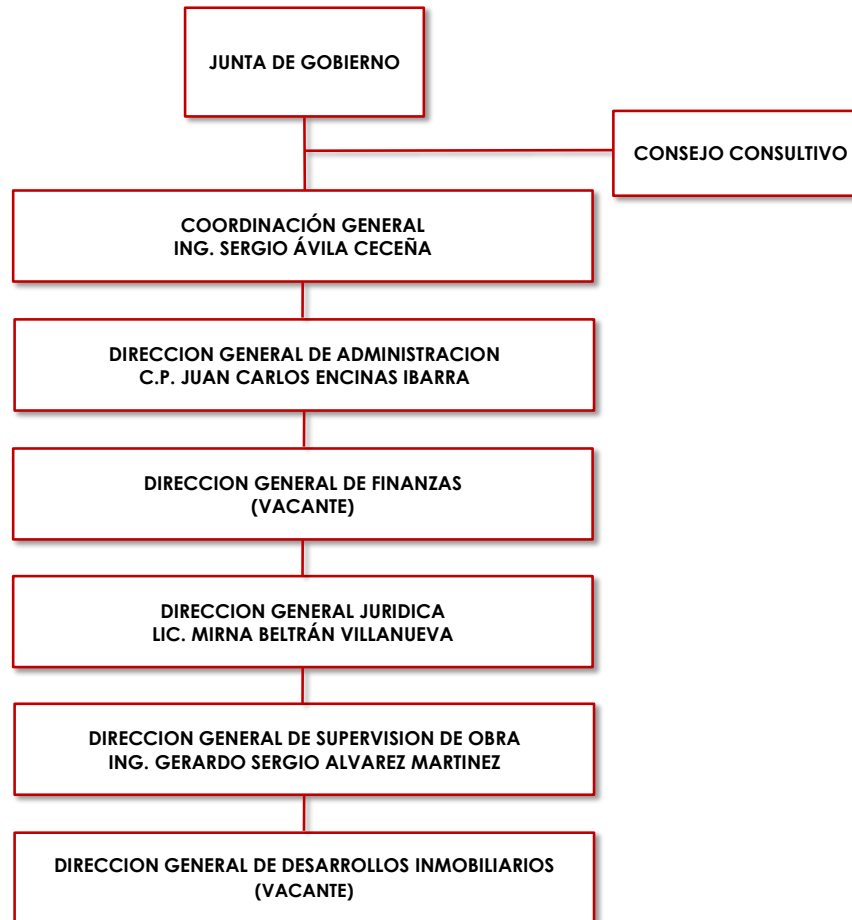 JUNTA DE GOBIERNO
CONSEJO CONSULTIVO
COORDINACIÓN GENERAL
ING. SERGIO ÁVILA CECEÑA
DIRECCION GENERAL DE ADMINISTRACION
C.P. JUAN CARLOS ENCINAS IBARRA
DIRECCION GENERAL DE FINANZAS
(VACANTE)
DIRECCION GENERAL JURIDICA
LIC. MIRNA BELTRÁN VILLANUEVA
DIRECCION GENERAL DE SUPERVISION DE OBRA
ING. GERARDO SERGIO ALVAREZ MARTINEZ
DIRECCION GENERAL DE DESARROLLOS INMOBILIARIOS
(VACANTE)